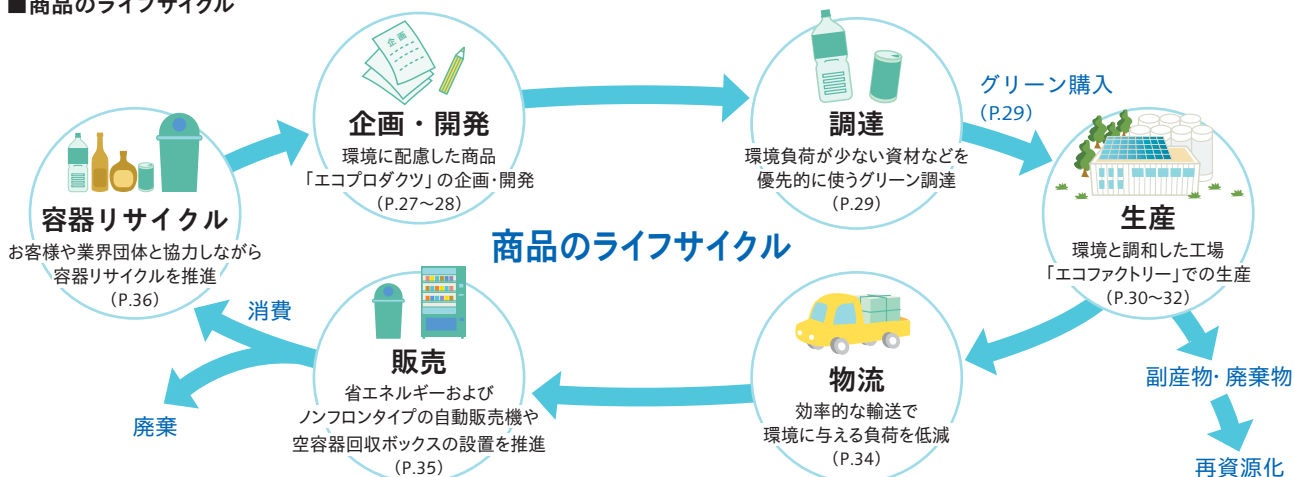 ■商品のライフサイクル
企画
企画・開発
環境に配慮した商品
「エコプロダクツ」の企画・開発
(P.27〜28)
調達
環境負荷が少ない資材などを
優先的に使うグリーン調達
(P.29)
グリーン購入
(P.29)
生産
環境と調和した工場
「エコファクトリー」での生産
(P.30〜32)
副産物・廃棄物
再資源化
物流
効率的な輸送で
環境に与える負荷を低減
(P.34)
販売
省エネルギーおよび
ノンフロンタイプの自動販売機や
空容器回収ボックスの設置を推進
(P.35)
消費
廃棄
容器リサイクル
お客様や業界団体と協力しながら
容器リサイクルを推進
(P.36)
商品のライフサイクル